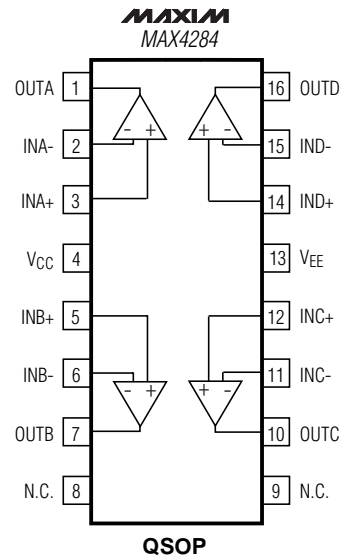 MAXIM
MAX4284
OUTA 1
INA- 2
INA+ 3
VCC 4
INB+ 5
INB- 6
OUTB 7
N.C. 8
16 OUTD
15 IND-
14 IND+
13 VEE
12 INC+
11 INC-
10 OUTC
9 N.C.
- +
+ -
- +
+ -
QSOP